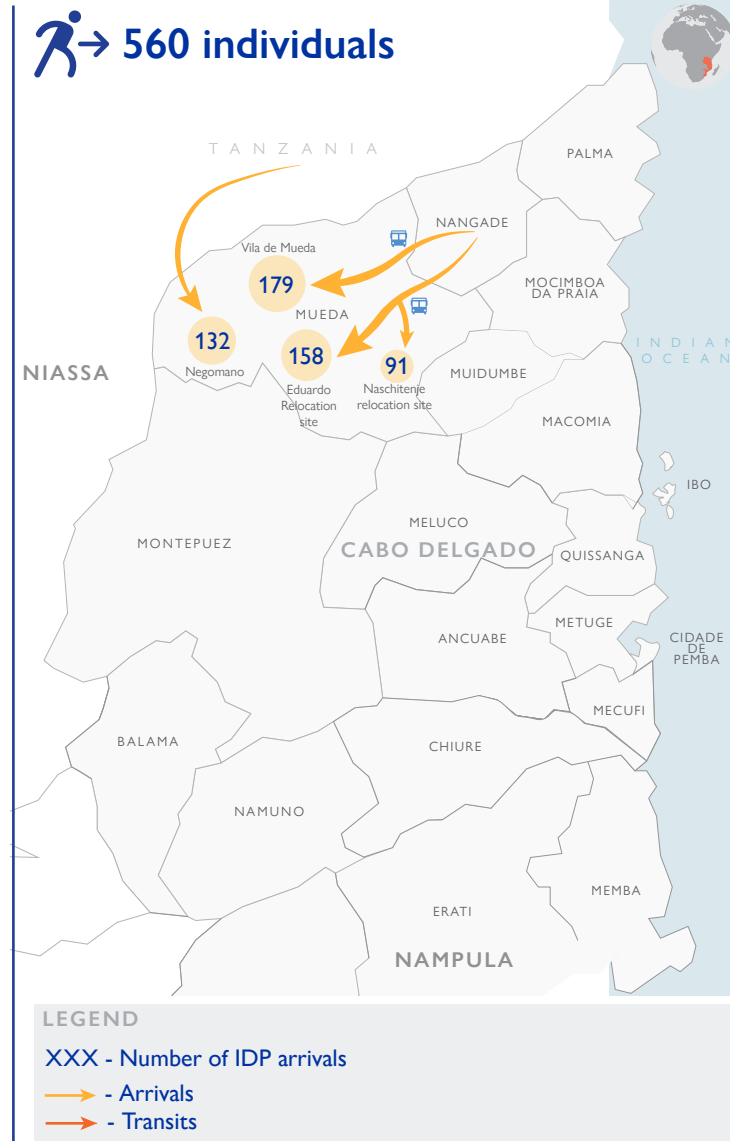 560 individuals
TANZANIA
PALMA
NANGADE
Vila de Mueda
179
MOCIMBOA
DA PRAIA
MUEDA
132
Negomano
158
Eduardo
Relocation
site
91
Naschitenje
relocation site
INDIAN
OCEAN
NIASSA
MUIDUMBE
MACOMIA
IBO
MELUCO
MONTEPUEZ
CABO DELGADO
QUISSANGA
METUGE
ANCUABE
CIDADE
DE
PEMBA
MECUFI
BALAMA
CHIURE
NAMUNO
MEMBA
ERATI
NAMPULA
LEGEND
XXX - Number of IDP arrivals
- Arrivals
- Transits